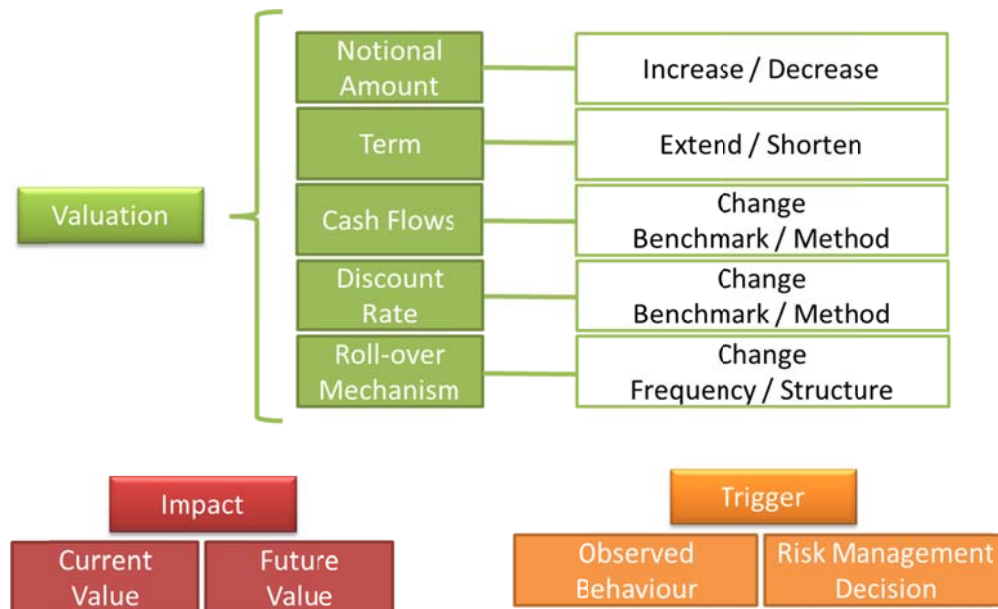 Notional
Amount
Increase / Decrease
Term
Extend / Shorten
Valuation
Cash Flows
Change
Benchmark / Method
Discount
Rate
Change
Benchmark / Method
Roll-over
Mechanism
Change
Frequency / Structure
Impact
Current
Value
Future
Value
Trigger
Observed
Behaviour
Risk Management
Decision